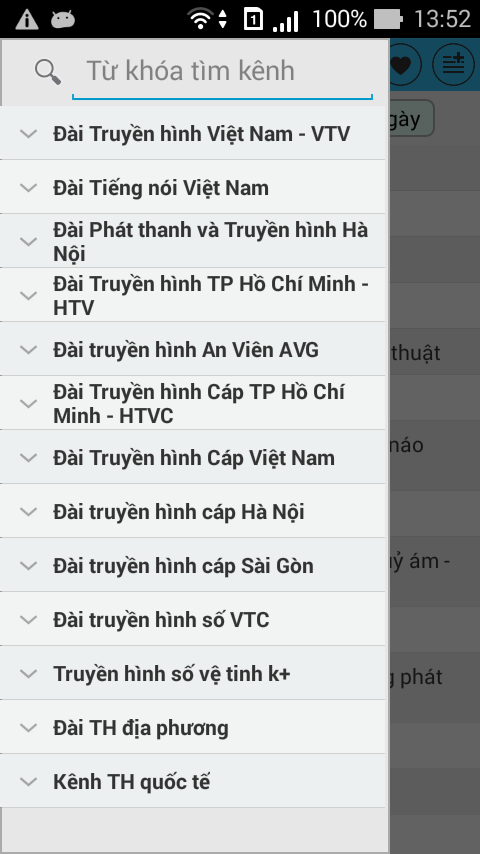 1 100% 13:52
Từ khóa tìm kênh
gày
Đài Truyền hình Việt Nam - VTV
Đài Tiếng nói Việt Nam
Đài Phát thanh và Truyền hình Hà
Nội
Đài Truyền hình TP Hồ Chí Minh -
HTV
Đài truyền hình An Viên AVG
thuật
Đài Truyền hình Cáp TP Hồ Chí
Minh - HTVC
náo
Đài Truyền hình Cáp Việt Nam
Đài truyền hình cáp Hà Nội
Đài truyền hình cáp Sài Gòn
uỷ ám -
Đài truyền hình số VTC
Truyền hình số vệ tinh k+
g phát
Đài TH địa phương
Kênh TH quốc tế